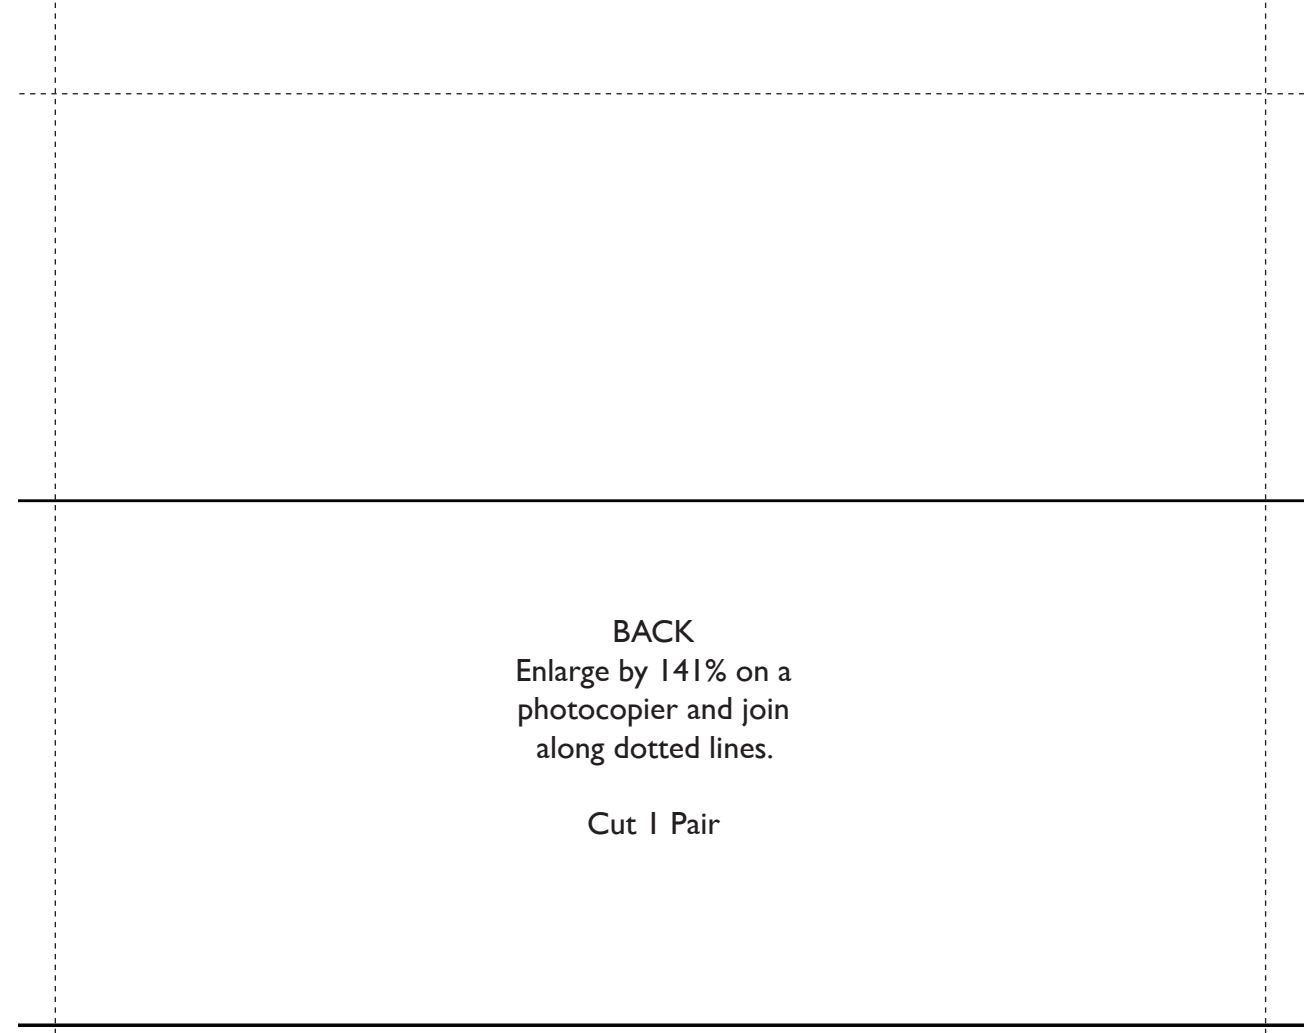 BACK
Enlarge by 141% on a
photocopier and join
along dotted lines.
Cut 1 Pair